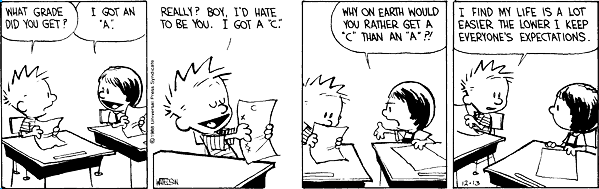 WHAT GRADE
DID YOU GET?
I GOT AN
"A".
REALLY? BOY, I'D HATE
TO BE YOU. I GOT A "C."
C
x
© 1986 Universal Press Syndicate
WATTERSON
WHY ON EARTH WOULD
YOU RATHER GET A
"C" THAN AN "A"?!
I FIND MY LIFE IS A LOT
EASIER THE LOWER I KEEP
EVERYONE'S EXPECTATIONS.
12-13